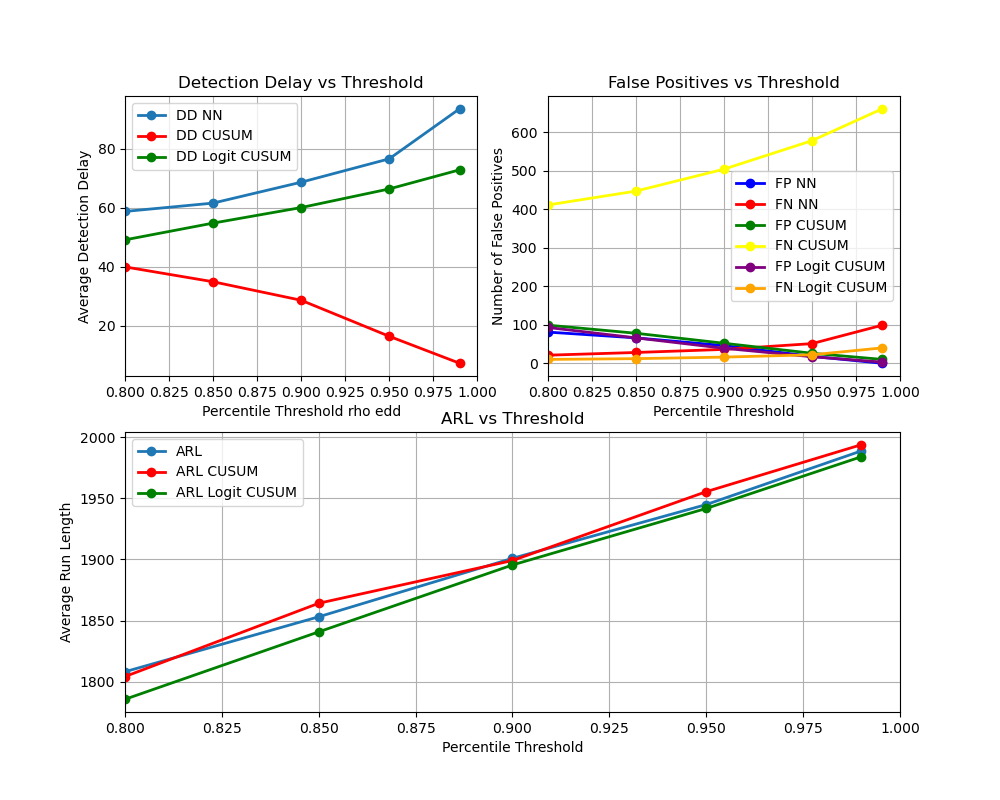 Detection Delay vs Threshold
DD NN
DD CUSUM
DD Logit CUSUM
Average Detection Delay
80
60
40
20
0.800 0.825 0.850 0.875 0.900 0.925 0.950 0.975 1.000
Percentile Threshold rho edd
False Positives vs Threshold
FP NN
FN NN
FP CUSUM
FN CUSUM
FP Logit CUSUM
FN Logit CUSUM
Number of False Positives
600
500
400
300
200
100
0
0.800 0.825 0.850 0.875 0.900 0.925 0.950 0.975 1.000
Percentile Threshold
ARL vs Threshold
ARL
ARL CUSUM
ARL Logit CUSUM
Average Run Length
2000
1950
1900
1850
1800
0.800 0.825 0.850 0.875 0.900 0.925 0.950 0.975 1.000
Percentile Threshold